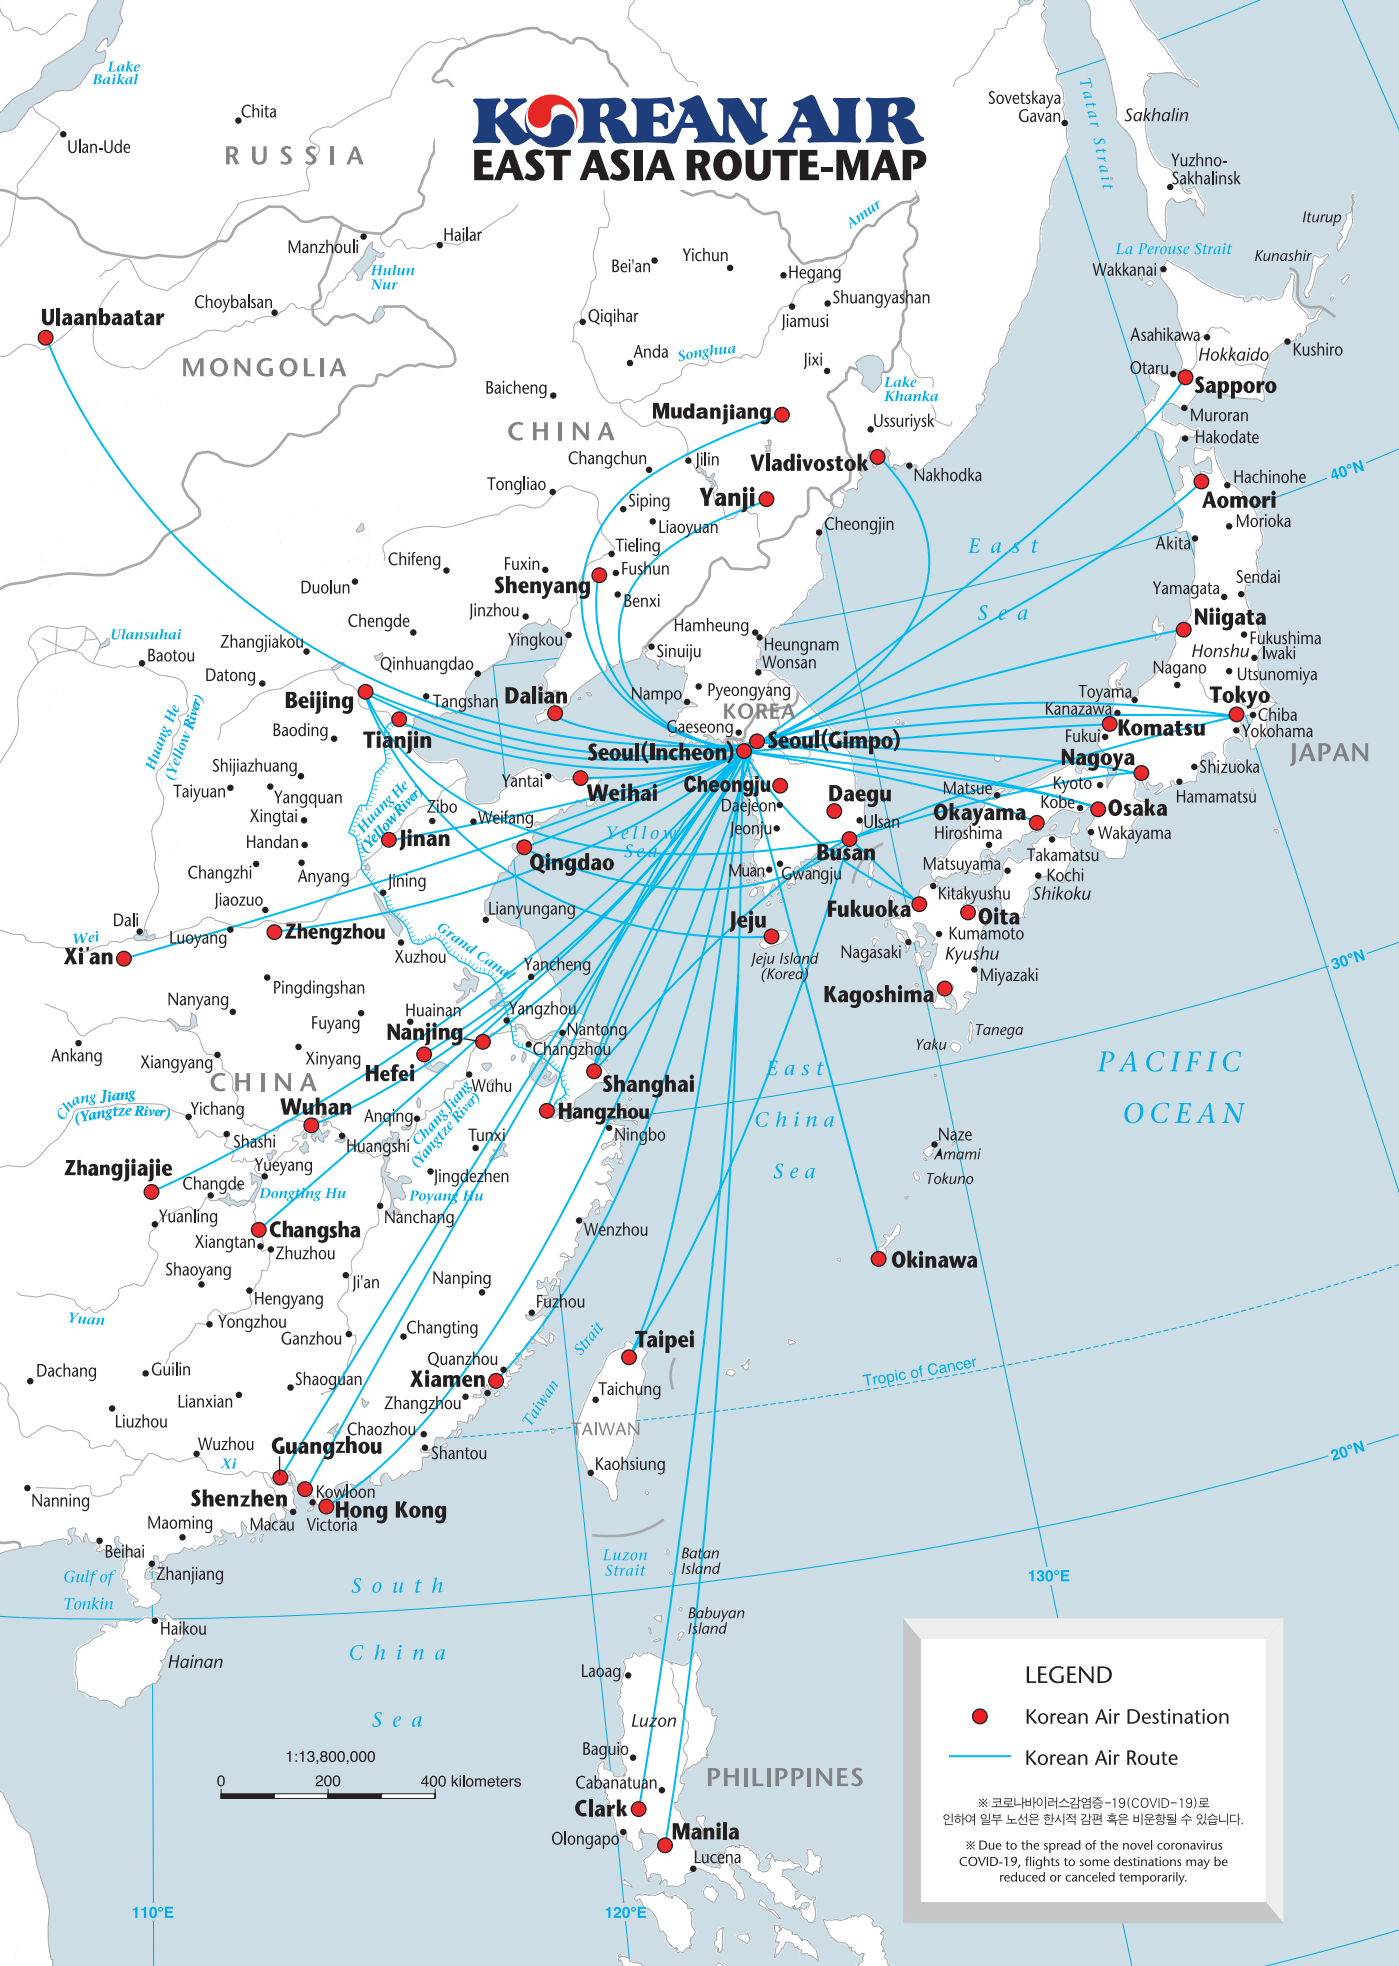 KOREAN AIR
EAST ASIA ROUTE-MAP
Lake
Baikal
Chita
Ulan-Ude
RUSSIA
Sovetskaya
Gavan
Tatar Strait
Sakhalin
Yuzhno-
Sakhalinsk
Iturup
Kunashir
La Perouse Strait
Wakkanai
Amur
Manzhouli
Hailar
Hulun
Nur
Choybalsan
Ulaanbaatar
MONGOLIA
Bei'an
Yichun
Hegang
Shuangyashan
Jiamusi
Qiqihar
Anda
Songhua
Jixi
Lake
Khanka
Baicheng
Mudanjiang
Ussuriysk
CHINA
Changchun
Jilin
Vladivostok
Nakhodka
Tongliao
Siping
Yanji
Liaoyuan
Cheongjin
Tieling
Chifeng
Fuxin
Fushun
Shenyang
Benxi
Duolun
Jinzhou
Chengde
Yingkou
Hamheung
Heungnam
Wonsan
Sinuiju
Asahikawa
Hokkaido
Kushiro
Otaru
Sapporo
Muroran
Hakodate
40°N
Hachinohe
Aomori
Morioka
Akita
East
Sea
Yamagata
Sendai
Niigata
Fukushima
Honshu
Iwaki
Nagano
Utsunomiya
Toyama
Tokyo
Kanazawa
Chiba
Komatsu
Yokohama
Fukui
JAPAN
Nagoya
Shizuoka
Kyoto
Hamamatsu
Matsue
Kobe
Osaka
Okayama
Hiroshima
Wakayama
Takamatsu
Matsuyama
Kochi
Shikoku
Kitakyushu
Fukuoka
Oita
Kumamoto
Nagasaki
Kyushu
Miyazaki
Kagoshima
Tanega
Yaku
30°N
Ulansuhai
Baotou
Zhangjiakou
Qinhuangdao
Datong
Beijing
Tangshan
Dalian
Nampo
Pyeongyang
KOREA
Gaeseong
Huang He
(Yellow River)
Baoding
Tianjin
Seoul(Incheon)
Seoul(Gimpo)
Shijiazhuang
Taiyuan
Yangquan
Xingtai
Yantai
Weihai
Cheongju
Daegu
Daejeon
Ulsan
Huang He
(Yellow River)
Zibo
Weifang
Yellow
Sea
Jeonju
Busan
Handan
Jinan
Qingdao
Changzhi
Anyang
Muan
Gwangju
Jining
Jiaozuo
Lianyungang
Jeju
Dali
Wei
Luoyang
Zhengzhou
Grand Canal
Xi'an
Xuzhou
Yancheng
Jeju Island
(Korea)
Pingdingshan
Nanyang
Huainan
Yangzhou
Fuyang
Nanjing
Nantong
Changzhou
Ankang
Xiangyang
Xinyang
Hefei
Shanghai
CHINA
Wuhu
Chang Jiang
(Yangtze River)
Yichang
Wuhan
Anqing
Chang Jiang
(Yangtze River)
Hangzhou
Ningbo
Shashi
Huangshi
Tunxi
Zhangjiajie
Yueyang
Jingdezhen
Changde
Dongting Hu
Poyang Hu
Yuanling
Changsha
Nanchang
Wenzhou
Xiangtan
Zhuzhou
Shaoyang
Ji'an
Nanping
Hengyang
Fuzhou
Yuan
Yongzhou
Ganzhou
Changting
Dachang
Guilin
Quanzhou
Xiamen
Shaoguan
Lianxian
Zhangzhou
Liuzhou
Chaozhou
Wuzhou
Guangzhou
Shantou
Xi
Nanning
Shenzhen
Kowloon
Hong Kong
Macau
Victoria
Maoming
Beihai
Zhanjiang
Gulf of
Tonkin
Haikou
Hainan
East
China
Sea
PACIFIC
OCEAN
Naze
Amami
Tokuno
Okinawa
Tropic of Cancer
Taiwan
Strait
Taipei
Taichung
TAIWAN
Kaohsiung
20°N
Luzon
Strait
Batan
Island
130°E
Babuyan
Island
South
China
Sea
Laoag
Luzon
Baguio
Cabanatuan
PHILIPPINES
Clark
Olongapo
Manila
Lucena
1:13,800,000
0 200 400 kilometers
110°E
120°E
LEGEND
Korean Air Destination
Korean Air Route
※ 코로나바이러스감염증-19(COVID-19)로
인하여 일부 노선은 한시적 감편 혹은 비운항될 수 있습니다.
※ Due to the spread of the novel coronavirus
COVID-19, flights to some destinations may be
reduced or canceled temporarily.